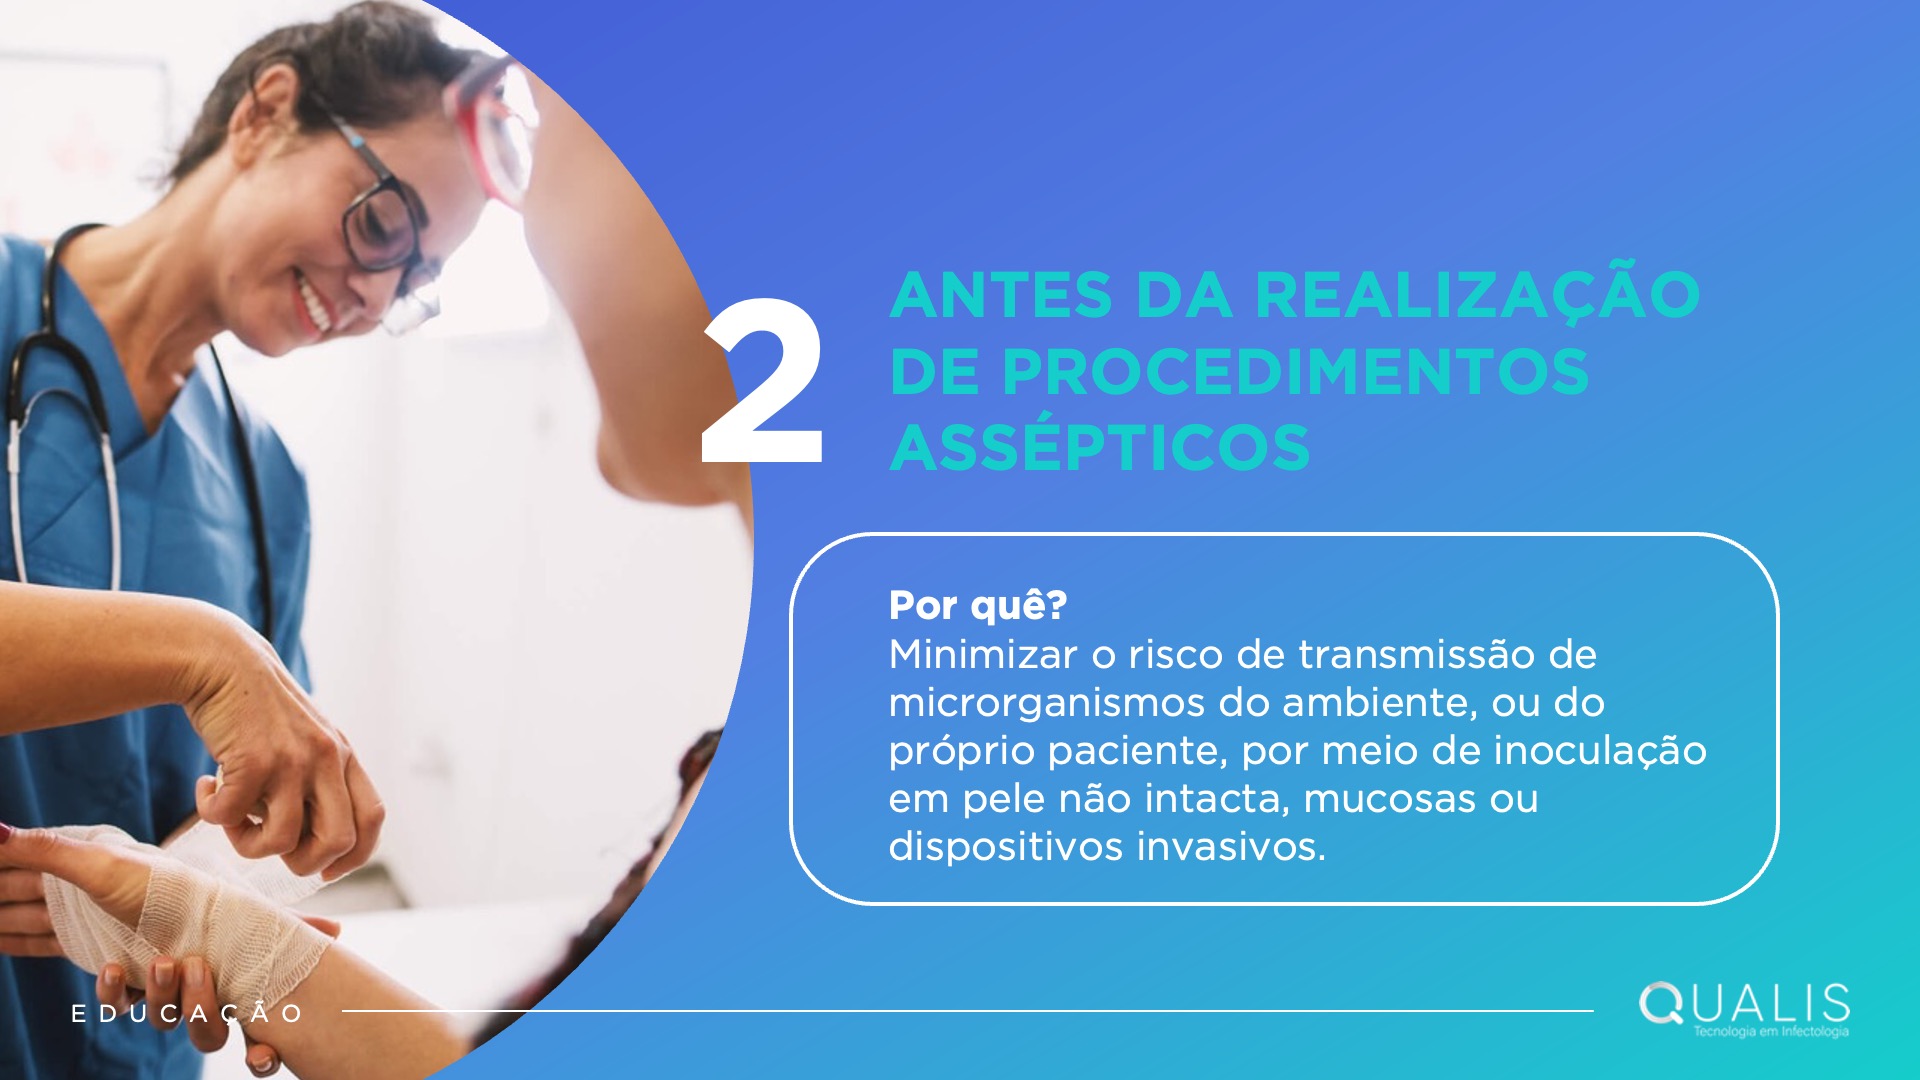 2
ANTES DA REALIZAÇÃO
DE PROCEDIMENTOS
ASSÉPTICOS
Por quê?
Minimizar o risco de transmissão de
microrganismos do ambiente, ou do
próprio paciente, por meio de inoculação
em pele não intacta, mucosas ou
dispositivos invasivos.
EDUCAÇÃO
QUALIS
Tecnologia em Infectologia